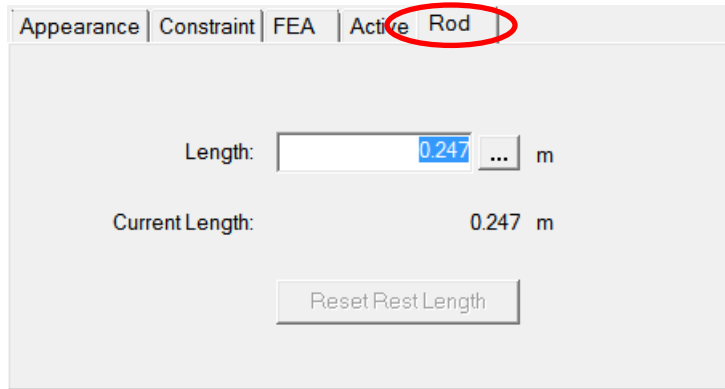 Appearance Constraint FEA Active Rod
Length: 0.247 ... m
Current Length: 0.247 m
Reset Rest Length